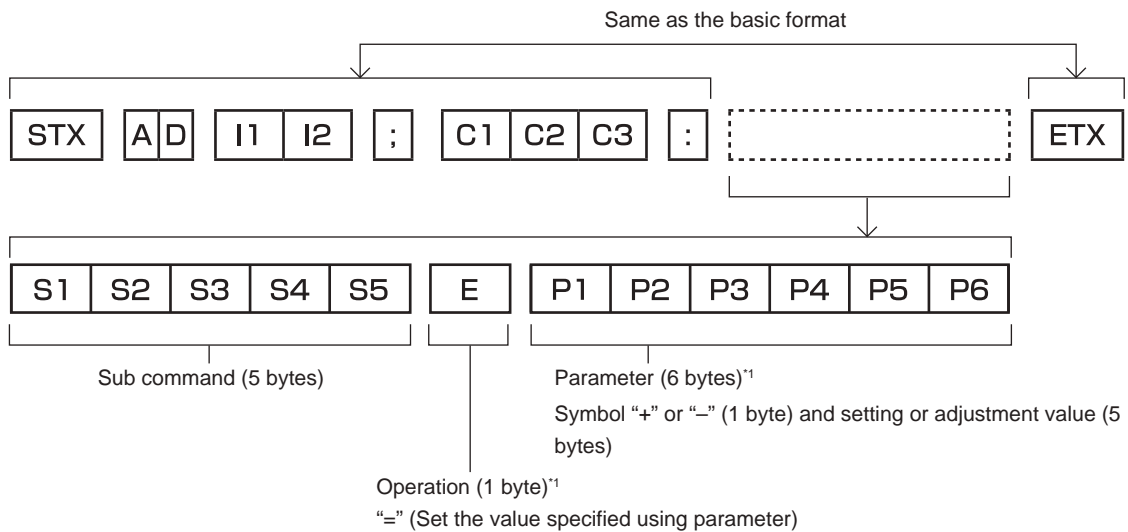 Same as the basic format
STX AD I1 I2 ; C1 C2 C3 : ETX
S1 S2 S3 S4 S5 E P1 P2 P3 P4 P5 P6
Sub command (5 bytes)
Parameter (6 bytes)*1
Symbol “+” or “–” (1 byte) and setting or adjustment value (5
bytes)
Operation (1 byte)*1
“=” (Set the value specified using parameter)